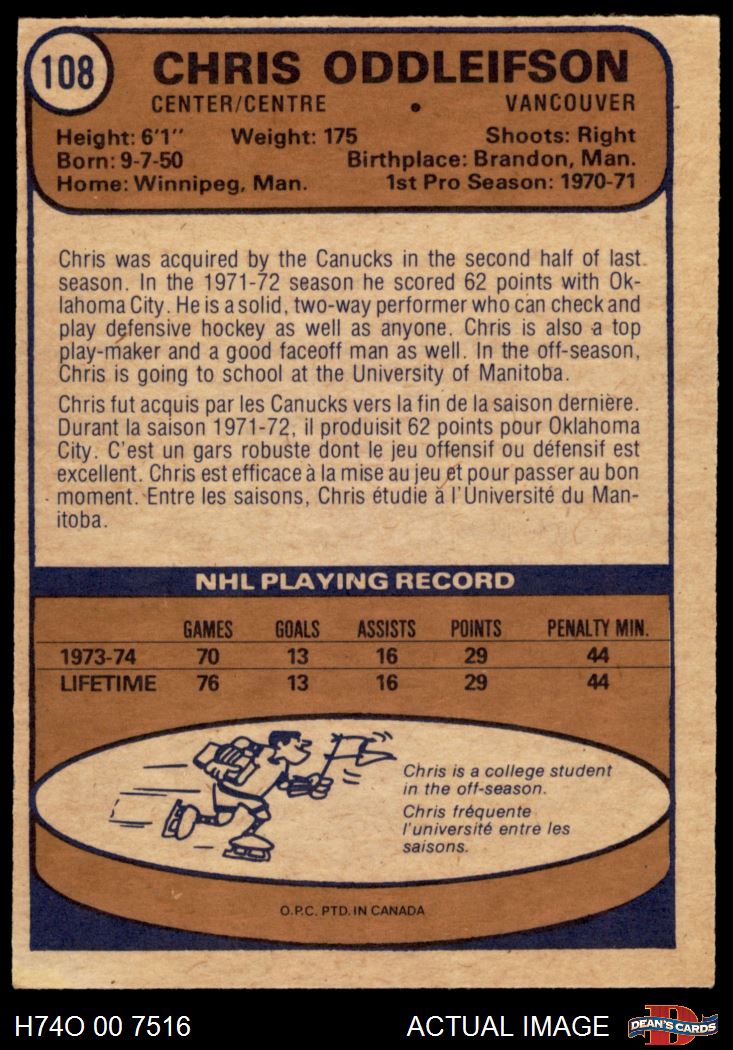 108
CHRIS ODDLEIFSON
CENTER/CENTRE • VANCOUVER
Height: 6'1" Weight: 175 Shoots: Right
Born: 9-7-50 Birthplace: Brandon, Man.
Home: Winnipeg, Man. 1st Pro Season: 1970-71
Chris was acquired by the Canucks in the second half of last
season. In the 1971-72 season he scored 62 points with Ok-
lahoma City. He is a solid, two-way performer who can check and
play defensive hockey as well as anyone. Chris is also a top
play-maker and a good faceoff man as well. In the off-season,
Chris is going to school at the University of Manitoba.
Chris fut acquis par les Canucks vers la fin de la saison dernière.
Durant la saison 1971-72, il produisit 62 points pour Oklahoma
City. C'est un gars robuste dont le jeu offensif ou défensif est
excellent. Chris est efficace à la mise au jeu et pour passer au bon
moment. Entre les saisons, Chris étudie à l'Université du Man-
itoba.
NHL PLAYING RECORD
GAMES GOALS ASSISTS POINTS PENALTY MIN.
1973-74 70 13 16 29 44
LIFETIME 76 13 16 29 44
Chris is a college student
in the off-season.
Chris fréquente
l'université entre les
saisons.
O.P.C. PTD. IN CANADA
H74O 00 7516 ACTUAL IMAGE D DEAN'S CARDS